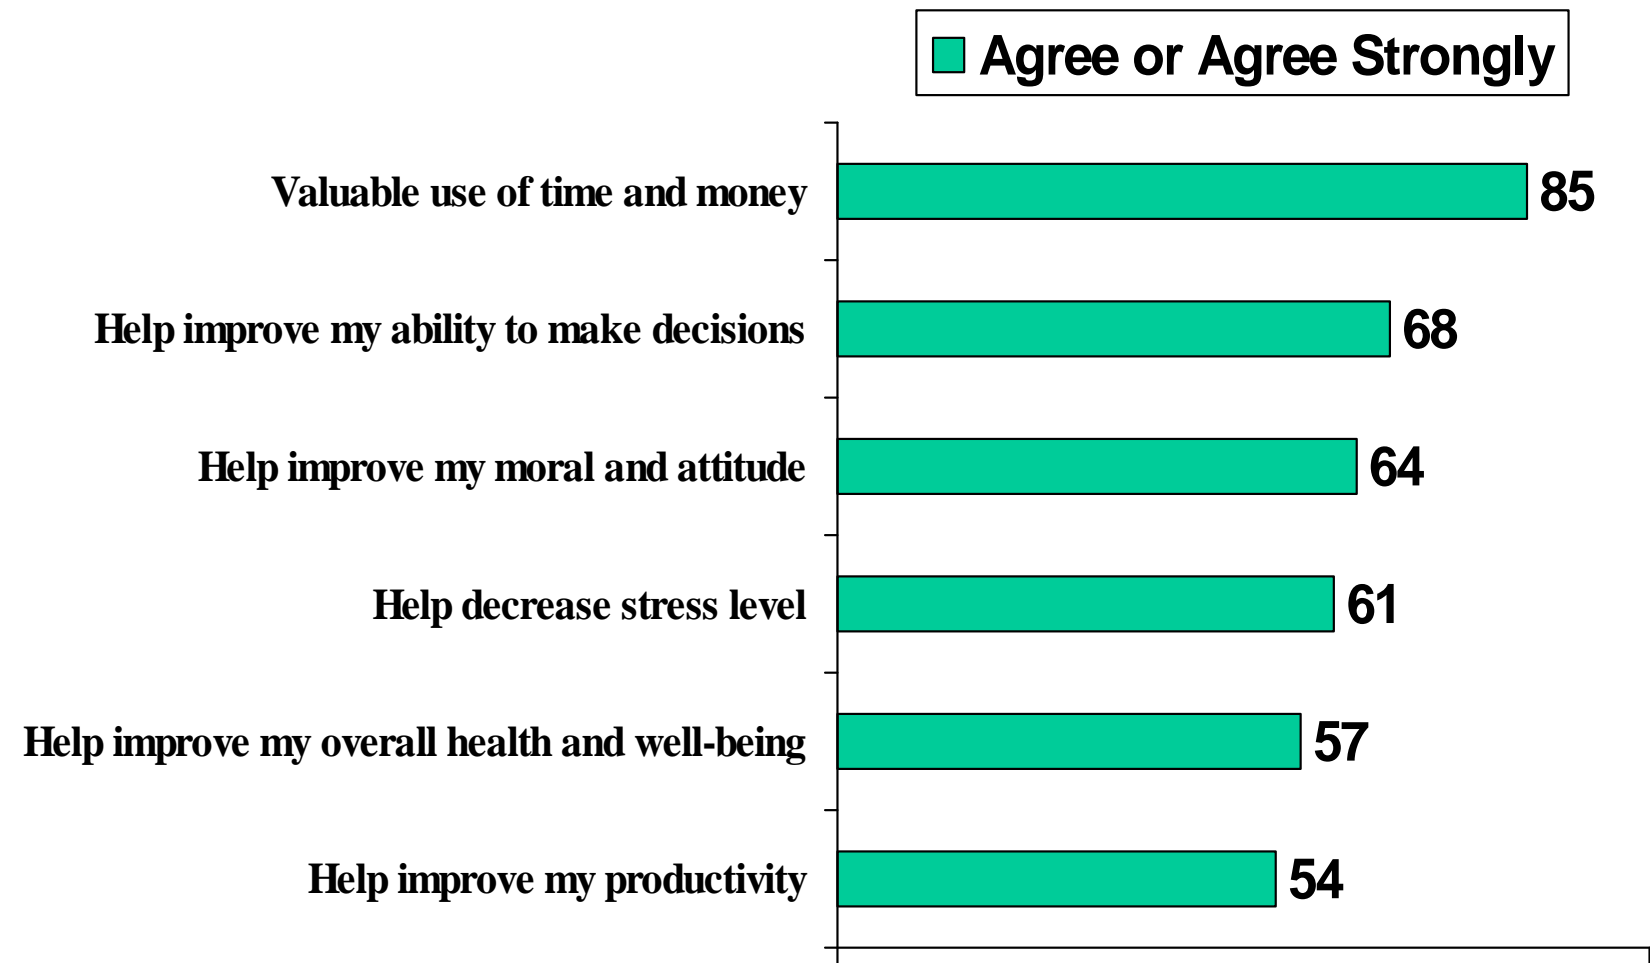 Agree or Agree Strongly
Valuable use of time and money 85
Help improve my ability to make decisions 68
Help improve my moral and attitude 64
Help decrease stress level 61
Help improve my overall health and well-being 57
Help improve my productivity 54